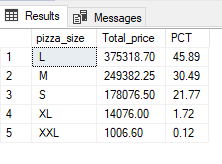 Results Messages
pizza_size Total_price PCT
1 L 375318.70 45.89
2 M 249382.25 30.49
3 S 178076.50 21.77
4 XL 14076.00 1.72
5 XXL 1006.60 0.12